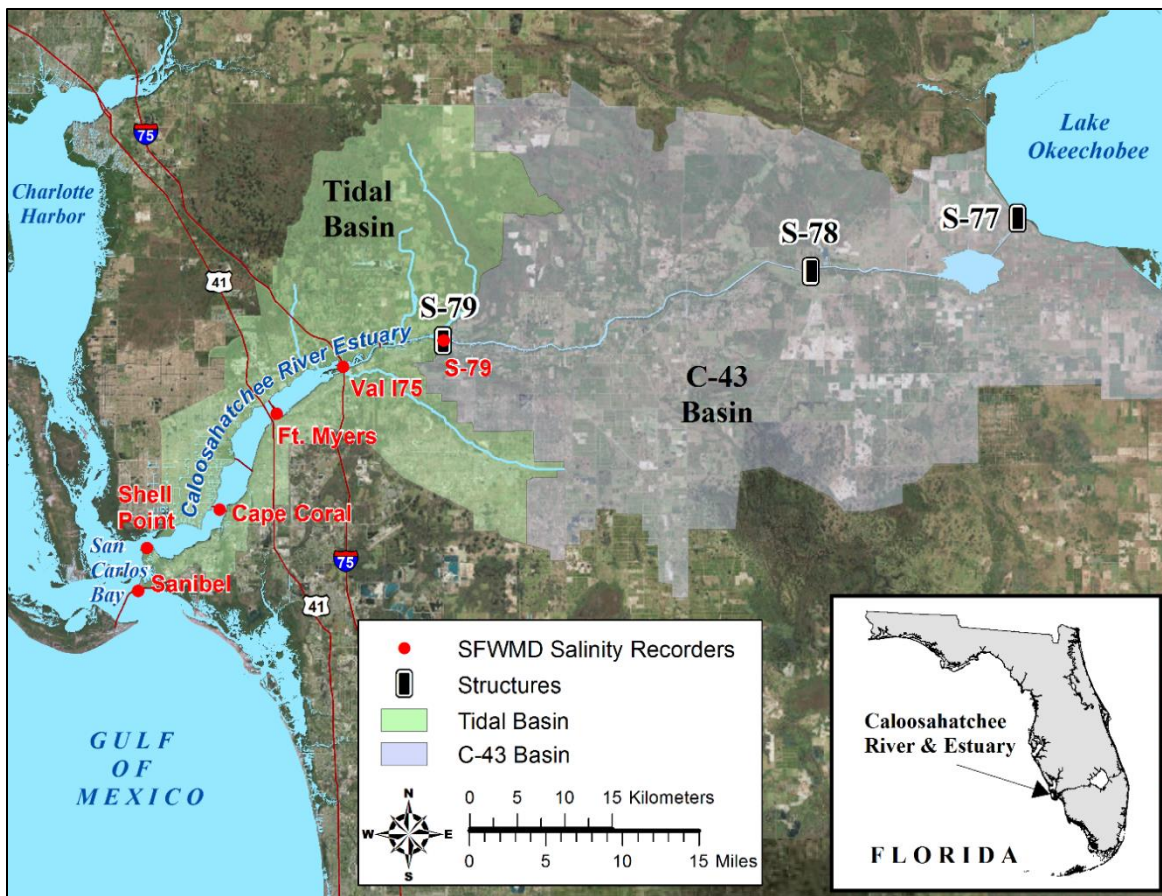 Lake
Okeechobee
75
Charlotte
Harbor
Tidal
Basin
S-77
S-78
41
S-79
S-79
Caloosahatchee River Estuary
Val I75
C-43
Basin
Ft. Myers
Shell
Point
Cape Coral
San
Carlos
Bay
Sanibel
75
41
GULF
OF
MEXICO
SFWMD Salinity Recorders
Structures
Tidal Basin
C-43 Basin
N
W
E
S
0 5 10 15 Kilometers
0 5 10 15 Miles
Caloosahatchee
River & Estuary
FLORIDA